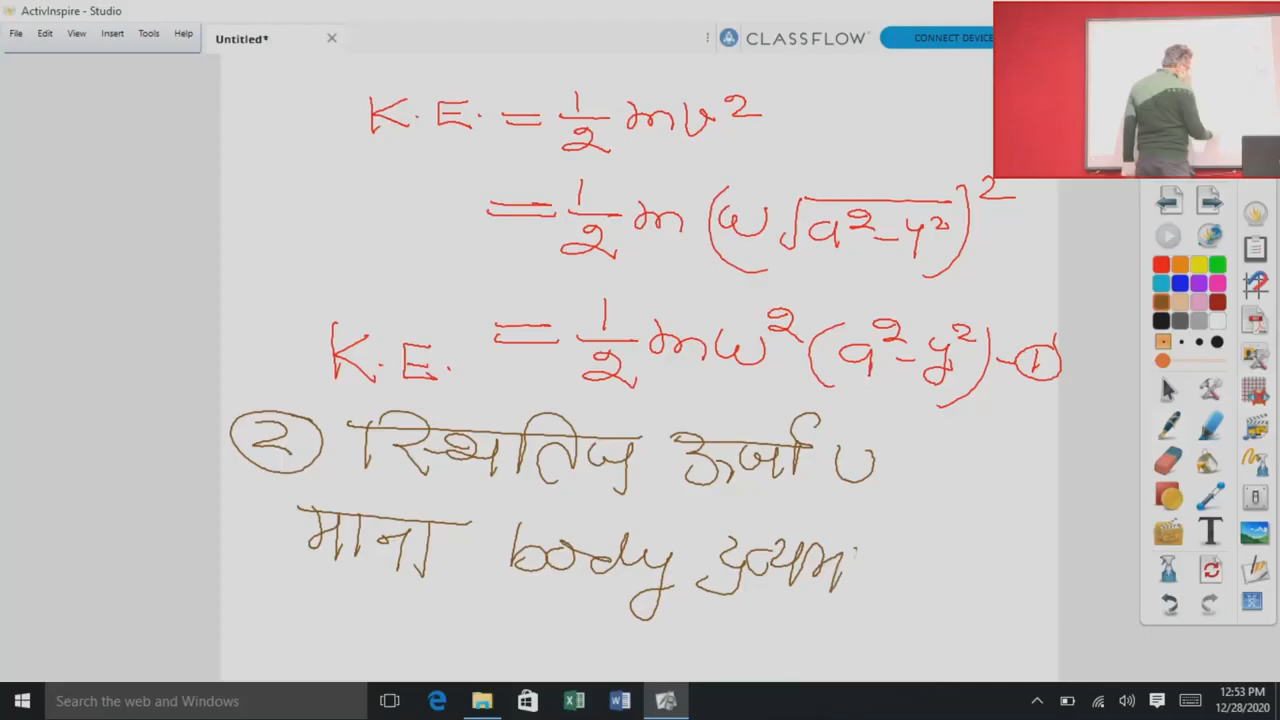 ActivInspire - Studio
File Edit View Insert Tools Help
Untitled*
CLASSFLOW
CONNECT DEVICE
K.E. = 1/2 mv²
= 1/2 m (ω √a²-y²)²
K.E. = 1/2 mω² (a²-y²) - ①
② स्थितिज ऊर्जा U
माना body द्रव्यमा
T
Search the web and Windows
12:53 PM
12/28/2020